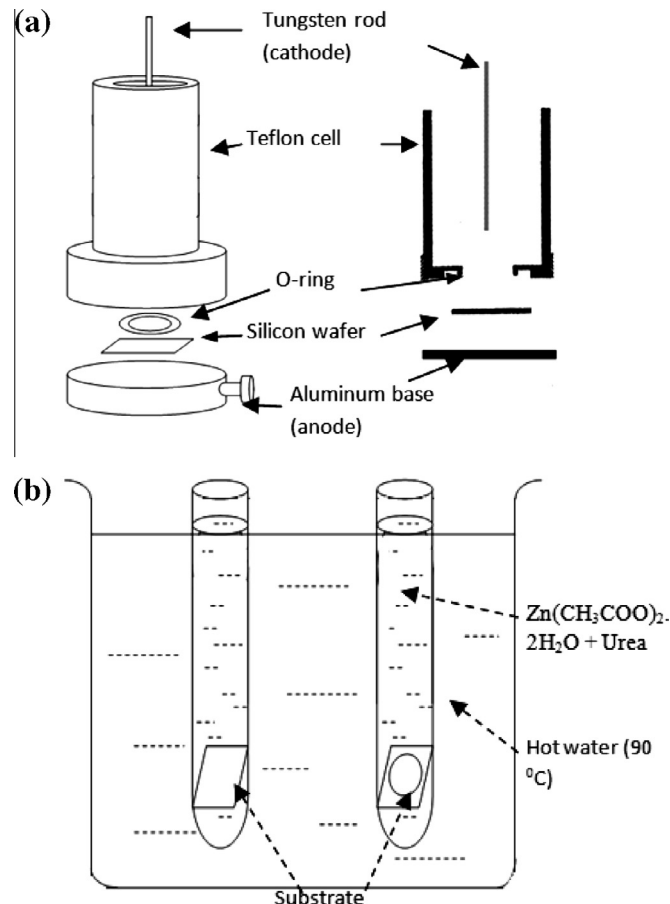 (a)
Tungsten rod
(cathode)
Teflon cell
O-ring
Silicon wafer
Aluminum base
(anode)
(b)
Zn(CH₃COO)₂.
2H₂O + Urea
Hot water (90
⁰C)
Substrate